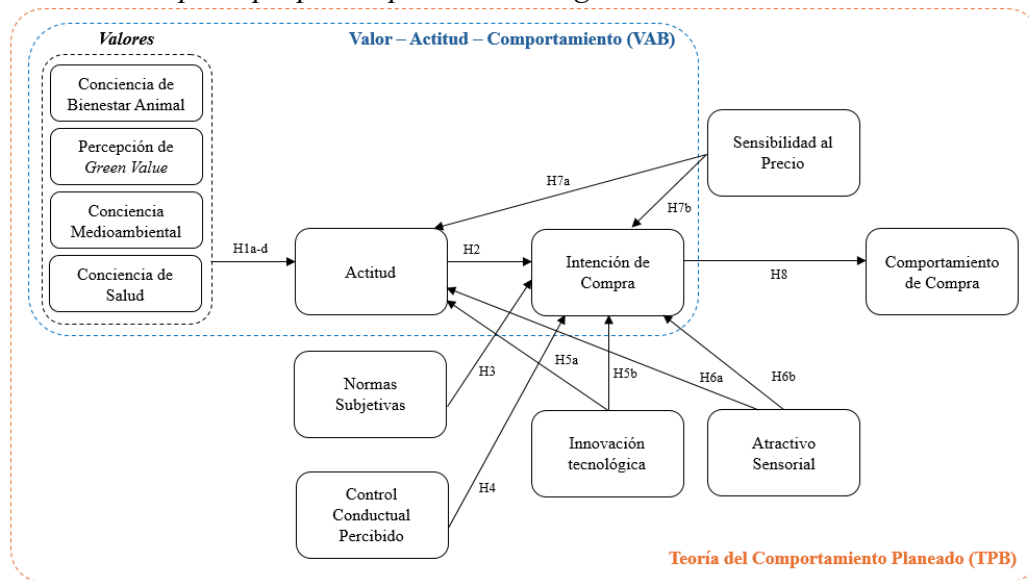 Valores
Valor – Actitud – Comportamiento (VAB)
Conciencia de
Bienestar Animal
Percepción de
Green Value
Conciencia
Medioambiental
Conciencia de
Salud
H1a-d
Actitud
H2
Intención de
Compra
H7a
H7b
Sensibilidad al
Precio
H8
Comportamiento
de Compra
Normas
Subjetivas
H3
H5a
H5b
H6a
H6b
Innovación
tecnológica
Atractivo
Sensorial
Control
Conductual
Percibido
H4
Teoría del Comportamiento Planeado (TPB)